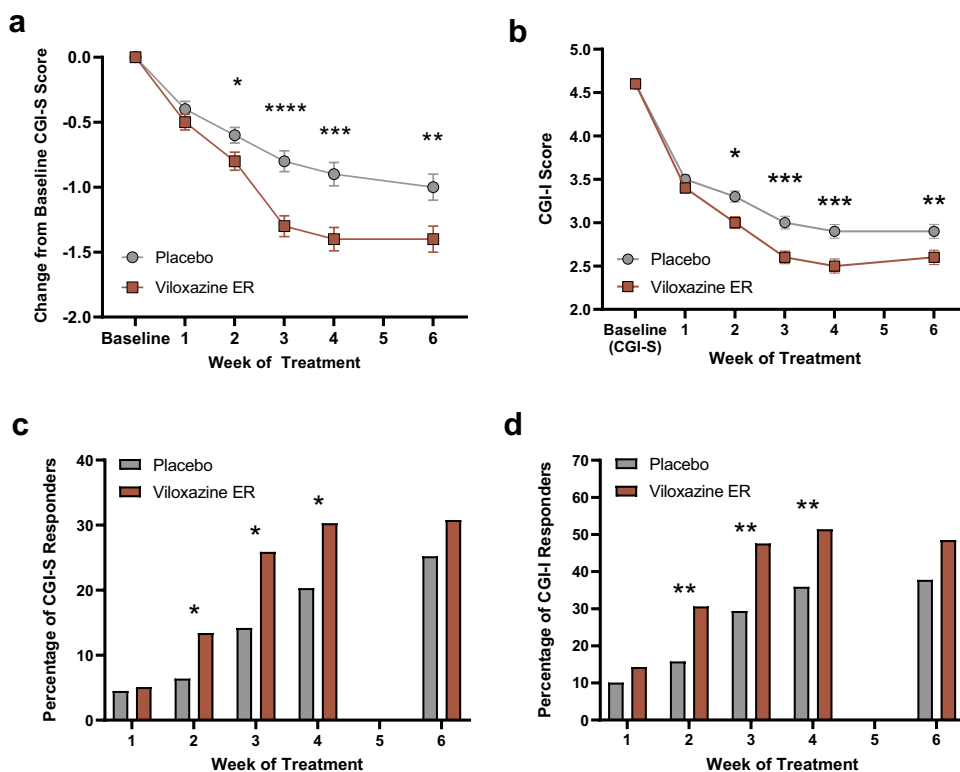 a
Change from Baseline CGI-S Score
0.0
-0.5
-1.0
-1.5
-2.0
*
****
***
**
Placebo
Viloxazine ER
Baseline 1 2 3 4 5 6
Week of Treatment
b
CGI-I Score
5.0
4.5
4.0
3.5
3.0
2.5
2.0
*
***
***
**
Placebo
Viloxazine ER
Baseline 1 2 3 4 5 6
(CGI-S)
Week of Treatment
c
Percentage of CGI-S Responders
40
30
20
10
0
Placebo
Viloxazine ER
*
*
*
1 2 3 4 5 6
Week of Treatment
d
Percentage of CGI-I Responders
70
60
50
40
30
20
10
0
Placebo
Viloxazine ER
**
**
**
1 2 3 4 5 6
Week of Treatment